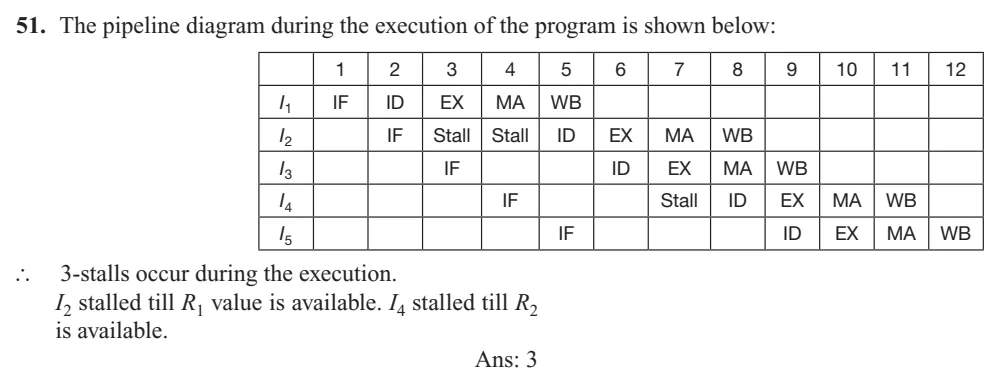 51. The pipeline diagram during the execution of the program is shown below:
1 2 3 4 5 6 7 8 9 10 11 12
I1 IF ID EX MA WB
I2 IF Stall Stall ID EX MA WB
I3 IF ID EX MA WB
I4 IF Stall ID EX MA WB
I5 IF ID EX MA WB
∴ 3-stalls occur during the execution.
I2 stalled till R1 value is available. I4 stalled till R2
is available.
Ans: 3